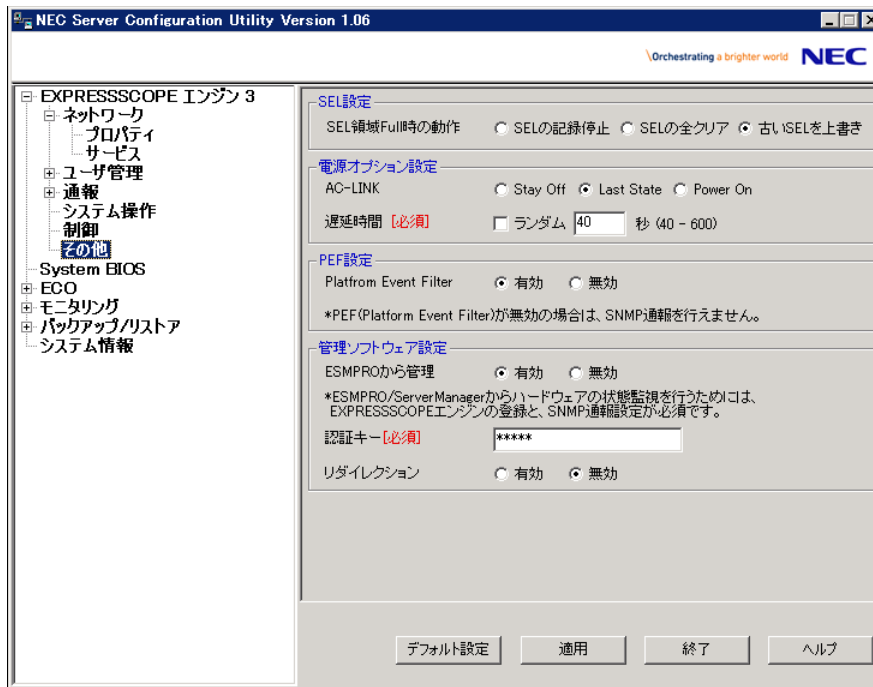 NEC Server Configuration Utility Version 1.06
\Orchestrating a brighter world NEC
EXPRESSSCOPE エンジン 3
ネットワーク
プロパティ
サービス
ユーザ管理
通報
システム操作
制御
その他
System BIOS
ECO
モニタリング
バックアップ/リストア
システム情報
SEL設定
SEL領域Full時の動作 SELの記録停止 SELの全クリア 古いSELを上書き
電源オプション設定
AC-LINK Stay Off Last State Power On
遅延時間 [必須] ランダム 40 秒 (40 - 600)
PEF設定
Platfrom Event Filter 有効 無効
*PEF(Platform Event Filter)が無効の場合は、SNMP通報を行えません。
管理ソフトウェア設定
ESMPROから管理 有効 無効
*ESMPRO/ServerManagerからハードウェアの状態監視を行うためには、
EXPRESSSCOPEエンジンの登録と、SNMP通報設定が必須です。
認証キー[必須] *****
リダイレクション 有効 無効
デフォルト設定 適用 終了 ヘルプ